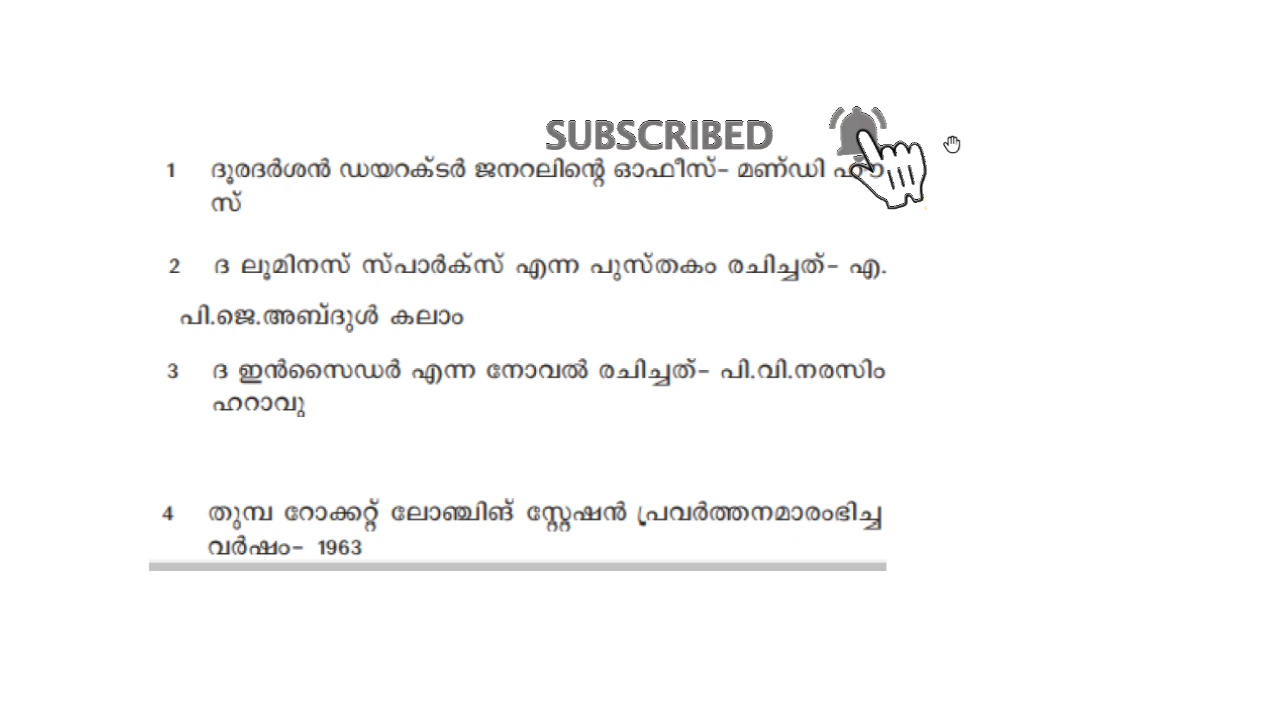 SUBSCRIBED
1 ദൂരദർശൻ ഡയറക്ടർ ജനറലിന്റെ ഓഫീസ്- മണ്ഡി ഹൗ
സ്
2 ദ ലൂമിനസ് സ്പാർക്സ് എന്ന പുസ്തകം രചിച്ചത്- എ.
പി.ജെ.അബ്ദുൾ കലാം
3 ദ ഇൻസൈഡർ എന്ന നോവൽ രചിച്ചത്- പി.വി.നരസിം
ഹറാവു
4 തുമ്പ റോക്കറ്റ് ലോഞ്ചിങ് സ്റ്റേഷൻ പ്രവർത്തനമാരംഭിച്ച
വർഷം- 1963